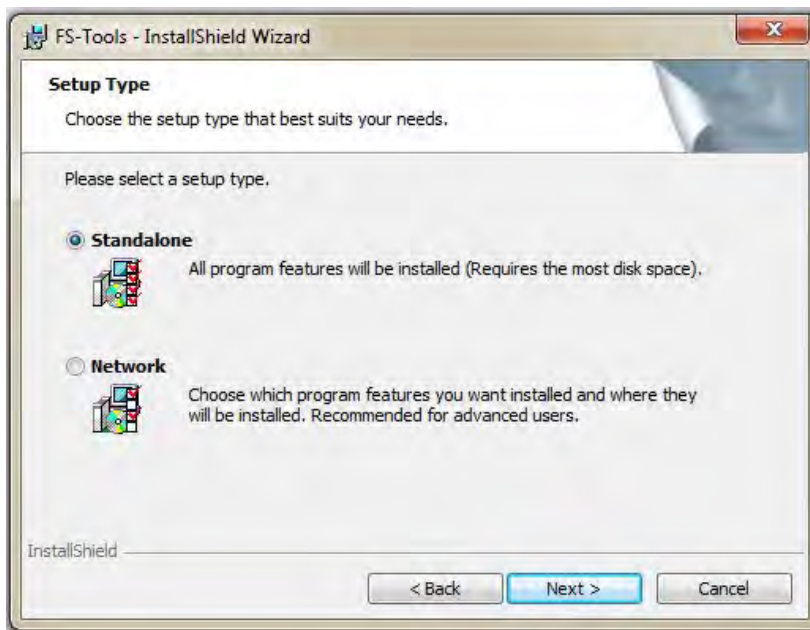 FS-Tools - InstallShield Wizard
Setup Type
Choose the setup type that best suits your needs.
Please select a setup type.
Standalone
All program features will be installed (Requires the most disk space).
Network
Choose which program features you want installed and where they
will be installed. Recommended for advanced users.
InstallShield
< Back
Next >
Cancel